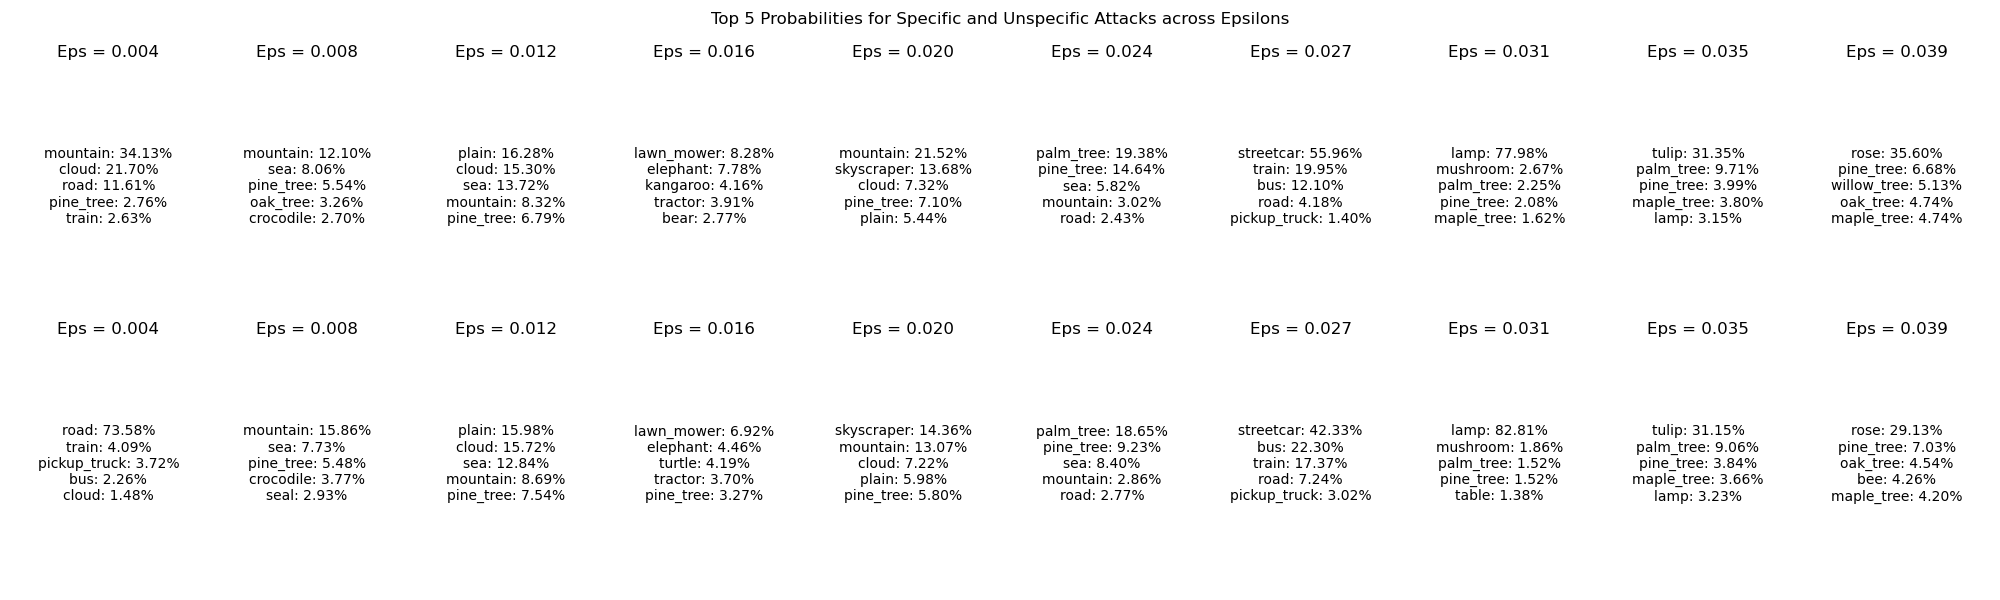 Top 5 Probabilities for Specific and Unspecific Attacks across Epsilons
Eps = 0.004
mountain: 34.13%
cloud: 21.70%
road: 11.61%
pine_tree: 2.76%
train: 2.63%
Eps = 0.008
mountain: 12.10%
sea: 8.06%
pine_tree: 5.54%
oak_tree: 3.26%
crocodile: 2.70%
Eps = 0.012
plain: 16.28%
cloud: 15.30%
sea: 13.72%
mountain: 8.32%
pine_tree: 6.79%
Eps = 0.016
lawn_mower: 8.28%
elephant: 7.78%
kangaroo: 4.16%
tractor: 3.91%
bear: 2.77%
Eps = 0.020
mountain: 21.52%
skyscraper: 13.68%
cloud: 7.32%
pine_tree: 7.10%
plain: 5.44%
Eps = 0.024
palm_tree: 19.38%
pine_tree: 14.64%
sea: 5.82%
mountain: 3.02%
road: 2.43%
Eps = 0.027
streetcar: 55.96%
train: 19.95%
bus: 12.10%
road: 4.18%
pickup_truck: 1.40%
Eps = 0.031
lamp: 77.98%
mushroom: 2.67%
palm_tree: 2.25%
pine_tree: 2.08%
maple_tree: 1.62%
Eps = 0.035
tulip: 31.35%
palm_tree: 9.71%
pine_tree: 3.99%
maple_tree: 3.80%
lamp: 3.15%
Eps = 0.039
rose: 35.60%
pine_tree: 6.68%
willow_tree: 5.13%
oak_tree: 4.74%
maple_tree: 4.74%
Eps = 0.004
road: 73.58%
train: 4.09%
pickup_truck: 3.72%
bus: 2.26%
cloud: 1.48%
Eps = 0.008
mountain: 15.86%
sea: 7.73%
pine_tree: 5.48%
crocodile: 3.77%
seal: 2.93%
Eps = 0.012
plain: 15.98%
cloud: 15.72%
sea: 12.84%
mountain: 8.69%
pine_tree: 7.54%
Eps = 0.016
lawn_mower: 6.92%
elephant: 4.46%
turtle: 4.19%
tractor: 3.70%
pine_tree: 3.27%
Eps = 0.020
skyscraper: 14.36%
mountain: 13.07%
cloud: 7.22%
plain: 5.98%
pine_tree: 5.80%
Eps = 0.024
palm_tree: 18.65%
pine_tree: 9.23%
sea: 8.40%
mountain: 2.86%
road: 2.77%
Eps = 0.027
streetcar: 42.33%
bus: 22.30%
train: 17.37%
road: 7.24%
pickup_truck: 3.02%
Eps = 0.031
lamp: 82.81%
mushroom: 1.86%
palm_tree: 1.52%
pine_tree: 1.52%
table: 1.38%
Eps = 0.035
tulip: 31.15%
palm_tree: 9.06%
pine_tree: 3.84%
maple_tree: 3.66%
lamp: 3.23%
Eps = 0.039
rose: 29.13%
pine_tree: 7.03%
oak_tree: 4.54%
bee: 4.26%
maple_tree: 4.20%